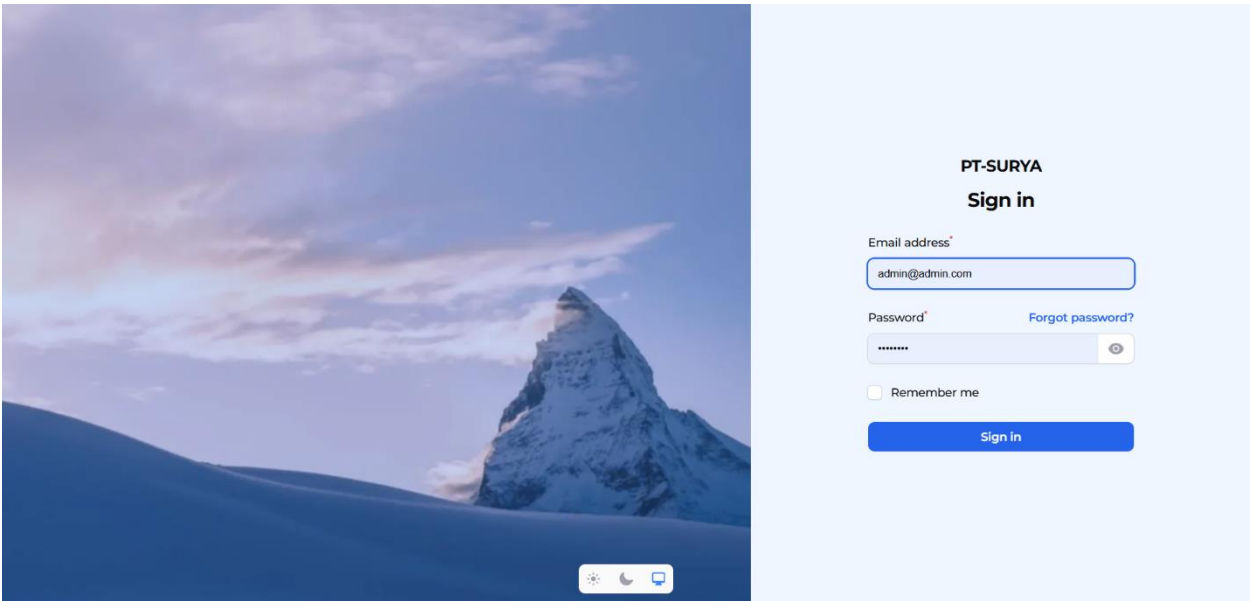 PT-SURYA
Sign in
Email address*
admin@admin.com
Password* Forgot password?
••••••••
Remember me
Sign in